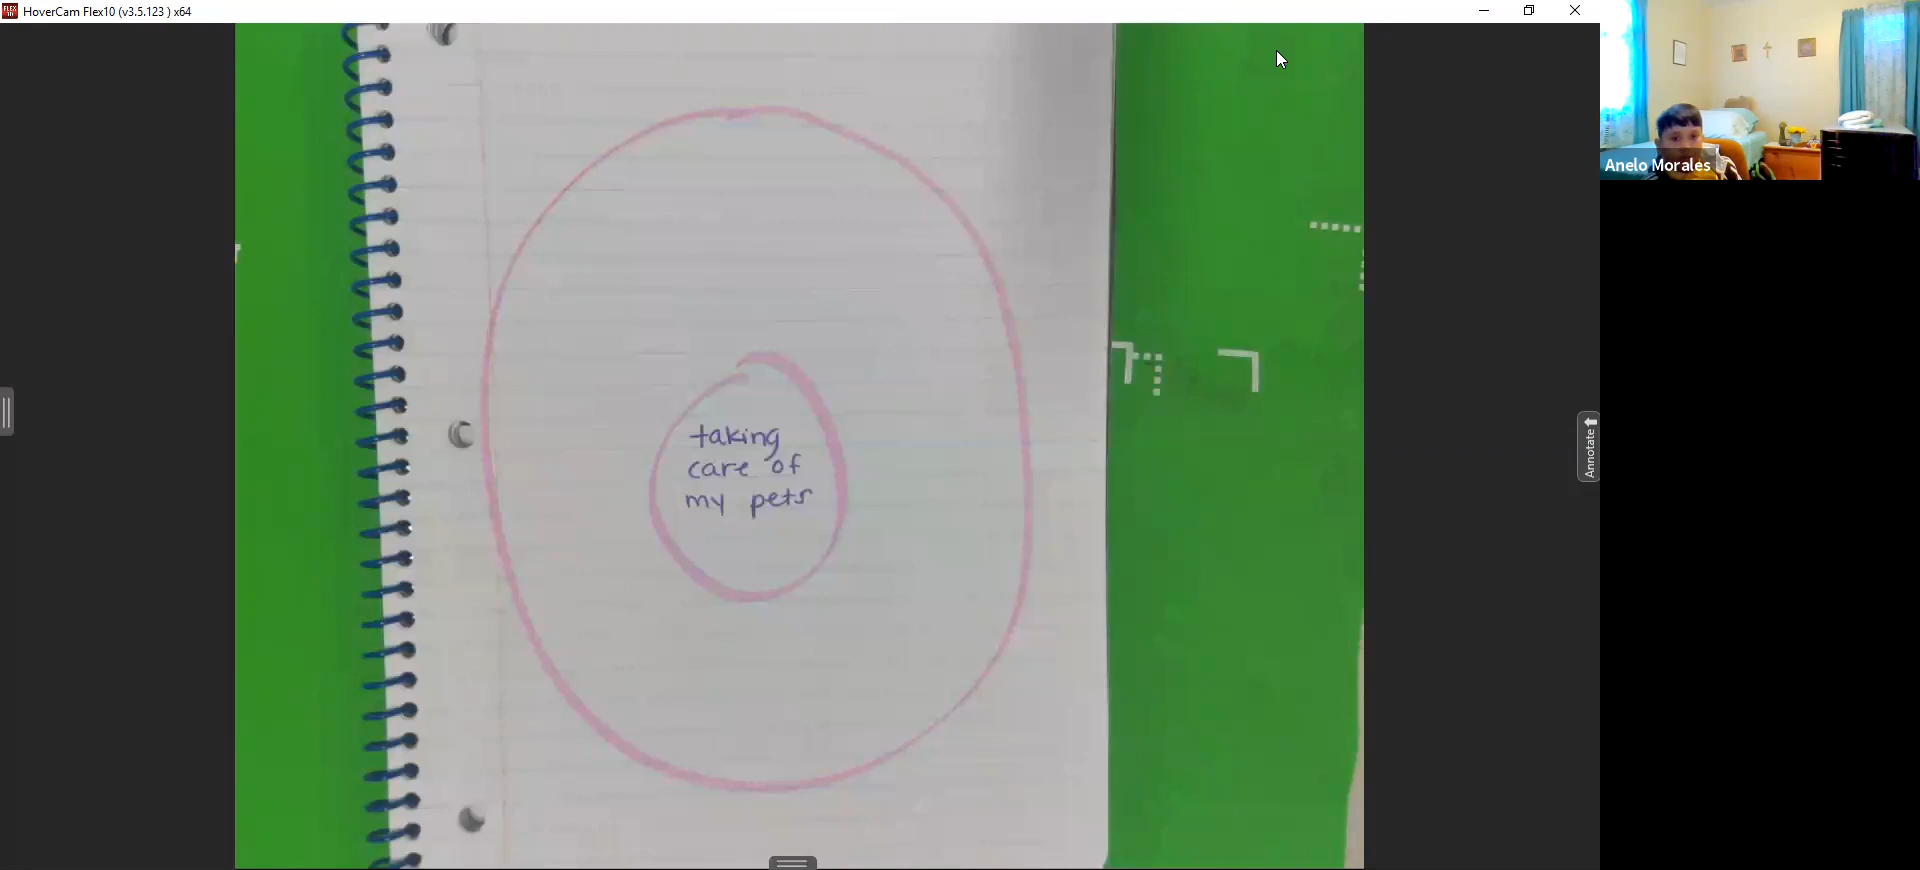 HoverCam Flex10 (v3.5.123 ) x64
taking
care of
my pets
Annotate
Anelo Morales